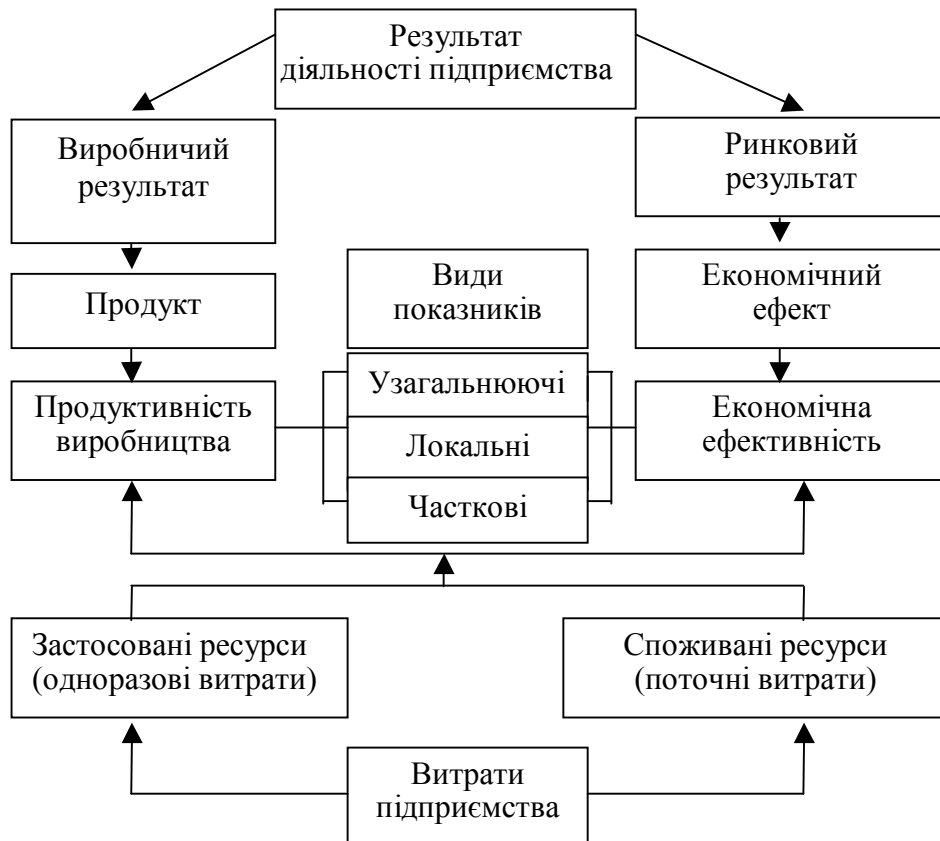 Результат
діяльності підприємства
Виробничий
результат
Ринковий
результат
Продукт
Види
показників
Економічний
ефект
Продуктивність
виробництва
Узагальнюючі
Локальні
Часткові
Економічна
ефективність
Застосовані ресурси
(одноразові витрати)
Споживані ресурси
(поточні витрати)
Витрати
підприємства